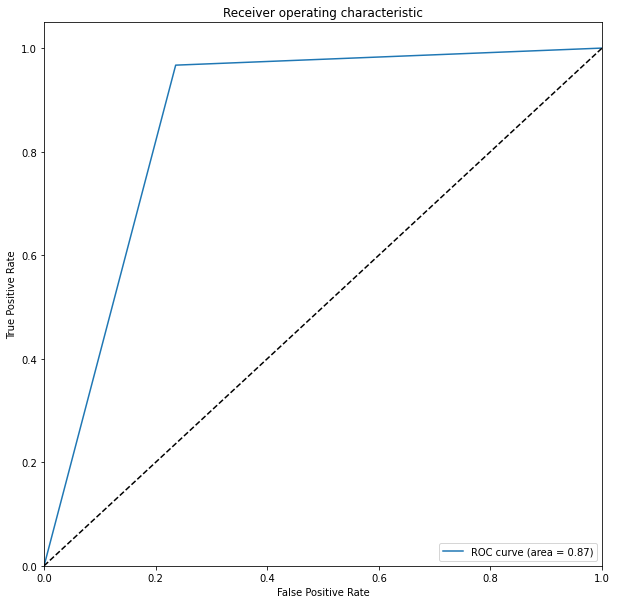 Receiver operating characteristic
True Positive Rate
1.0
0.8
0.6
0.4
0.2
0.0
0.0 0.2 0.4 0.6 0.8 1.0
False Positive Rate
ROC curve (area = 0.87)